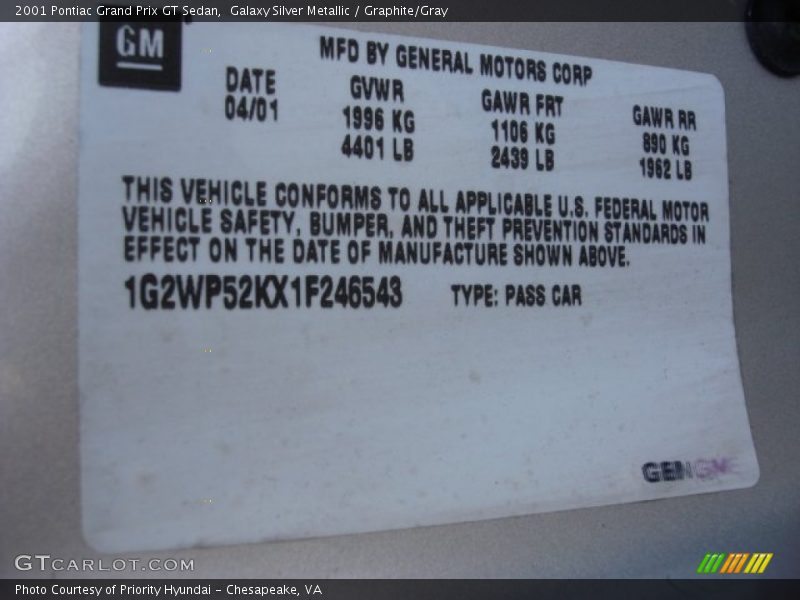 2001 Pontiac Grand Prix GT Sedan,  Galaxy Silver Metallic / Graphite/Gray
GM
MFD BY GENERAL MOTORS CORP
DATE GVWR GAWR FRT GAWR RR
04/01 1996 KG 1106 KG 890 KG
4401 LB 2439 LB 1962 LB
THIS VEHICLE CONFORMS TO ALL APPLICABLE U.S. FEDERAL MOTOR
VEHICLE SAFETY, BUMPER, AND THEFT PREVENTION STANDARDS IN
EFFECT ON THE DATE OF MANUFACTURE SHOWN ABOVE.
1G2WP52KX1F246543 TYPE: PASS CAR
GTCARLOT.COM
Photo Courtesy of Priority Hyundai - Chesapeake, VA